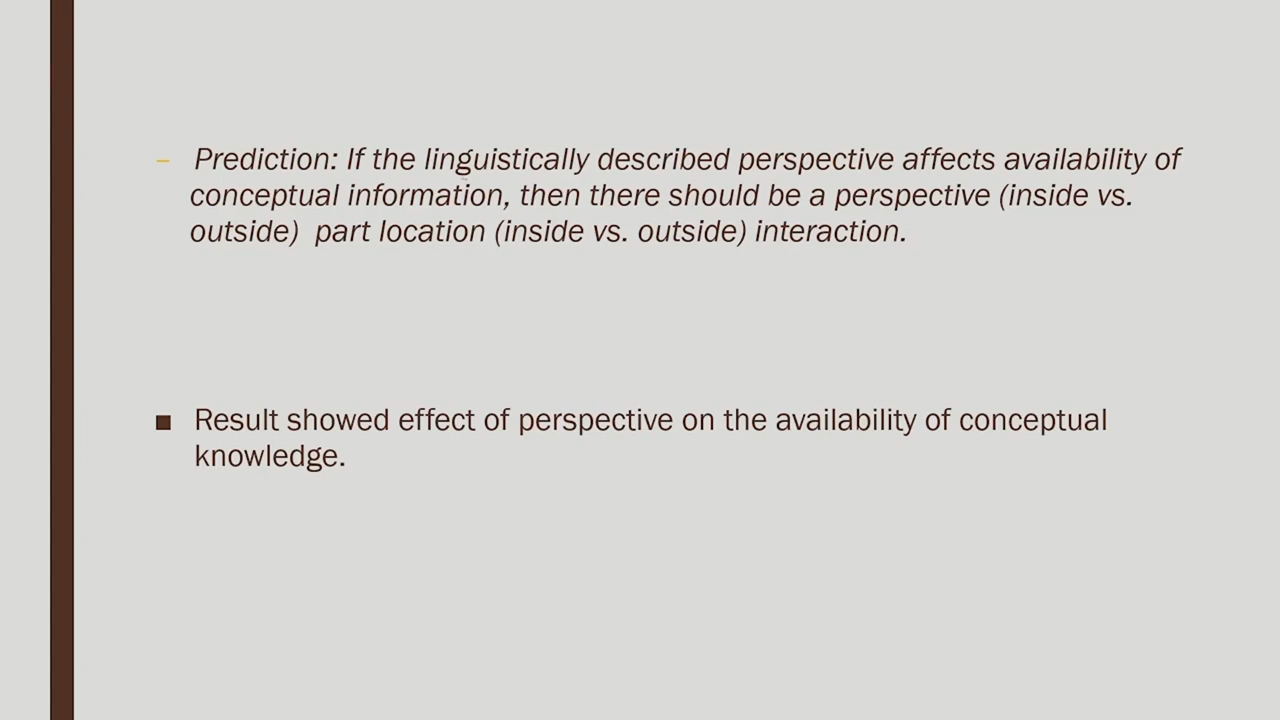 – Prediction: If the linguistically described perspective affects availability of
conceptual information, then there should be a perspective (inside vs.
outside)  part location (inside vs. outside) interaction.
■ Result showed effect of perspective on the availability of conceptual
knowledge.